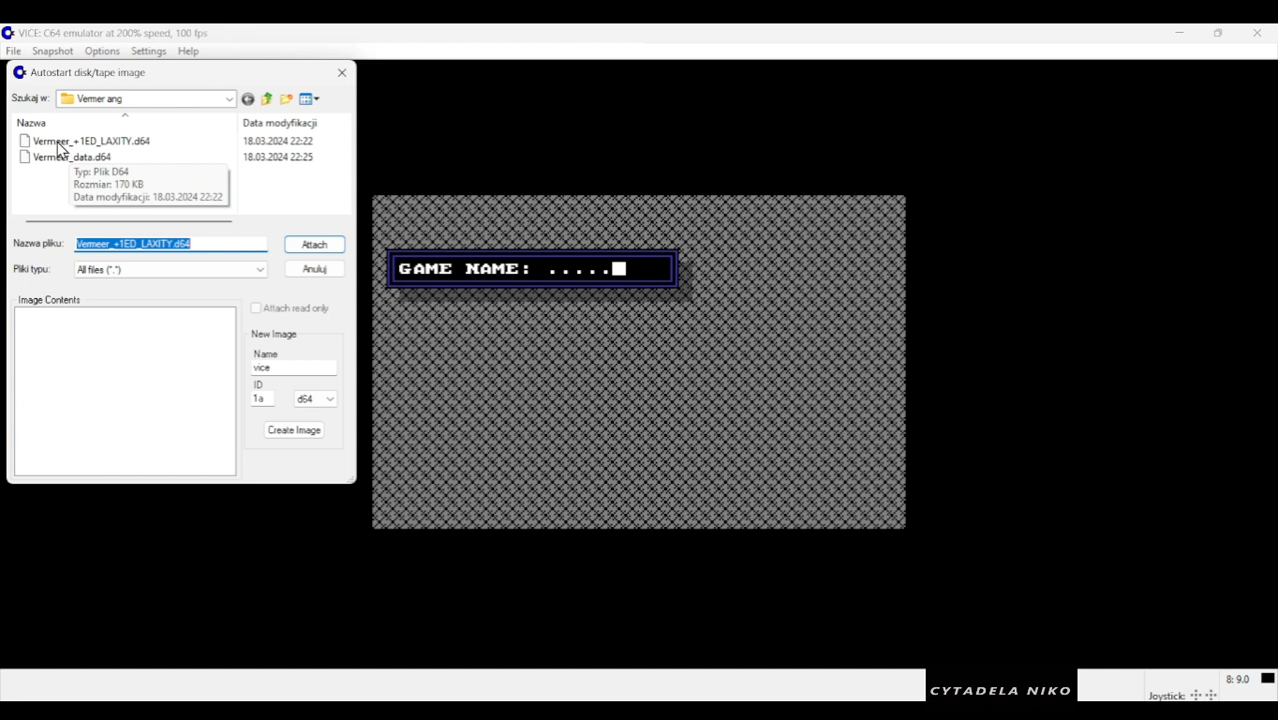 VICE: C64 emulator at 200% speed, 100 fps
File Snapshot Options Settings Help
Autostart disk/tape image
Szukaj w: Vermer ang
Nazwa Data modyfikacji
Vermeer_+1ED_LAXITY.d64 18.03.2024 22:22
Vermeer_data.d64 18.03.2024 22:25
Typ: Plik D64
Rozmiar: 170 KB
Data modyfikacji: 18.03.2024 22:22
Nazwa pliku: Vermeer_+1ED_LAXITY.d64 Attach
Pliki typu: All files (*.*) Anuluj
Image Contents
Attach read only
New Image
Name
vice
ID
1a d64
Create Image
GAME NAME: .....
CYTADELA NIKO
8: 9.0
Joystick: